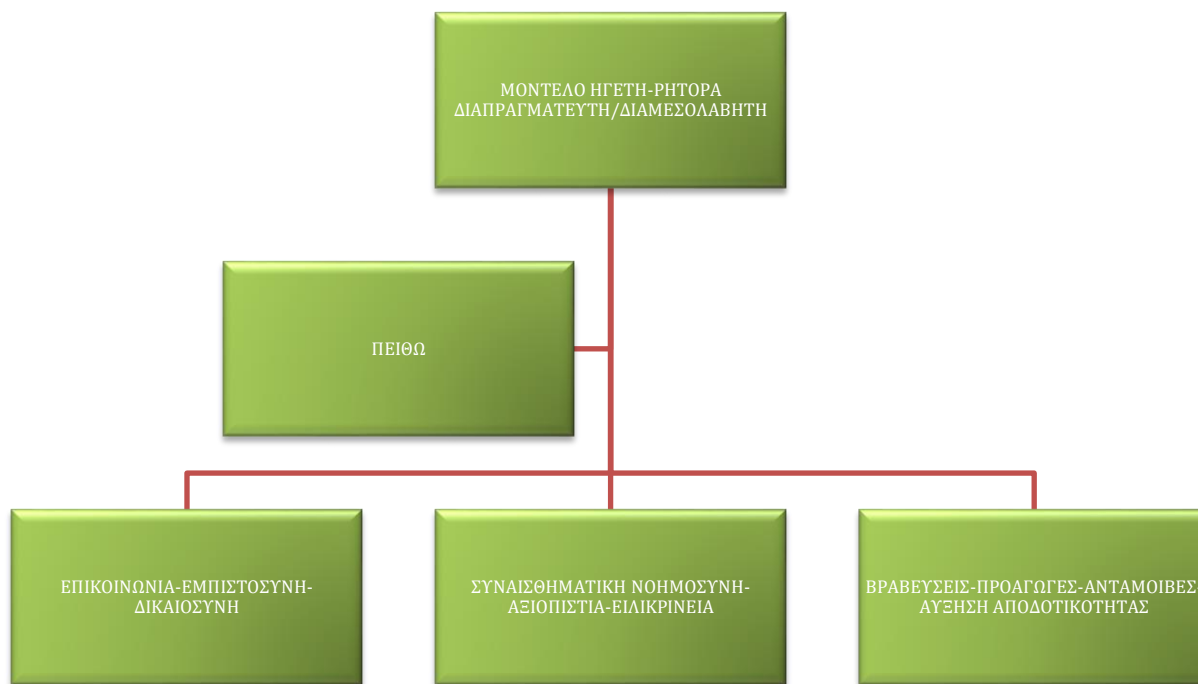 ΜΟΝΤΕΛΟ ΗΓΕΤΗ-ΡΗΤΟΡΑ
ΔΙΑΠΡΑΓΜΑΤΕΥΤΗ/ΔΙΑΜΕΣΟΛΑΒΗΤΗ
ΠΕΙΘΩ
ΕΠΙΚΟΙΝΩΝΙΑ-ΕΜΠΙΣΤΟΣΥΝΗ-
ΔΙΚΑΙΟΣΥΝΗ
ΣΥΝΑΙΣΘΗΜΑΤΙΚΗ ΝΟΗΜΟΣΥΝΗ-
ΑΞΙΟΠΙΣΤΙΑ-ΕΙΛΙΚΡΙΝΕΙΑ
ΒΡΑΒΕΥΣΕΙΣ-ΠΡΟΑΓΩΓΕΣ-ΑΝΤΑΜΟΙΒΕΣ-
ΑΥΞΗΣΗ ΑΠΟΔΟΤΙΚΟΤΗΤΑΣ